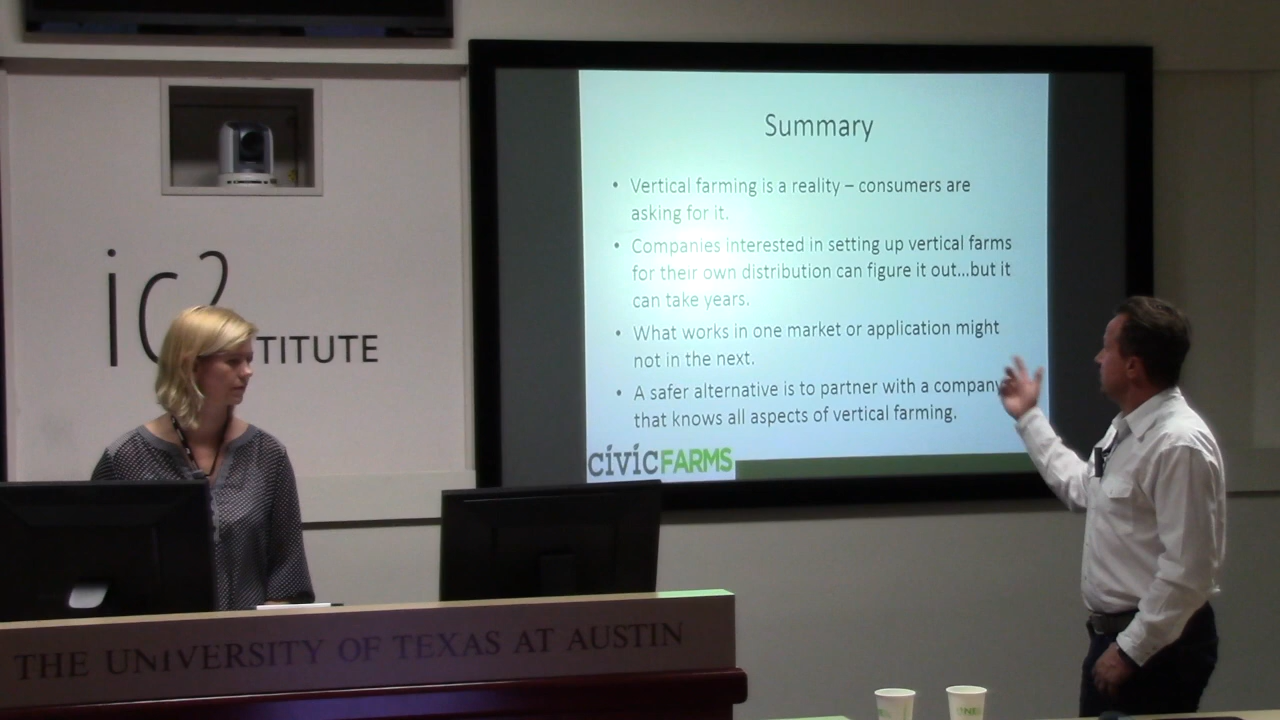 Summary
• Vertical farming is a reality – consumers are
asking for it.
• Companies interested in setting up vertical farms
for their own distribution can figure it out...but it
can take years.
• What works in one market or application might
not in the next.
• A safer alternative is to partner with a company
that knows all aspects of vertical farming.
civicFARMS
ic²
TITUTE
THE UNIVERSITY OF TEXAS AT AUSTIN